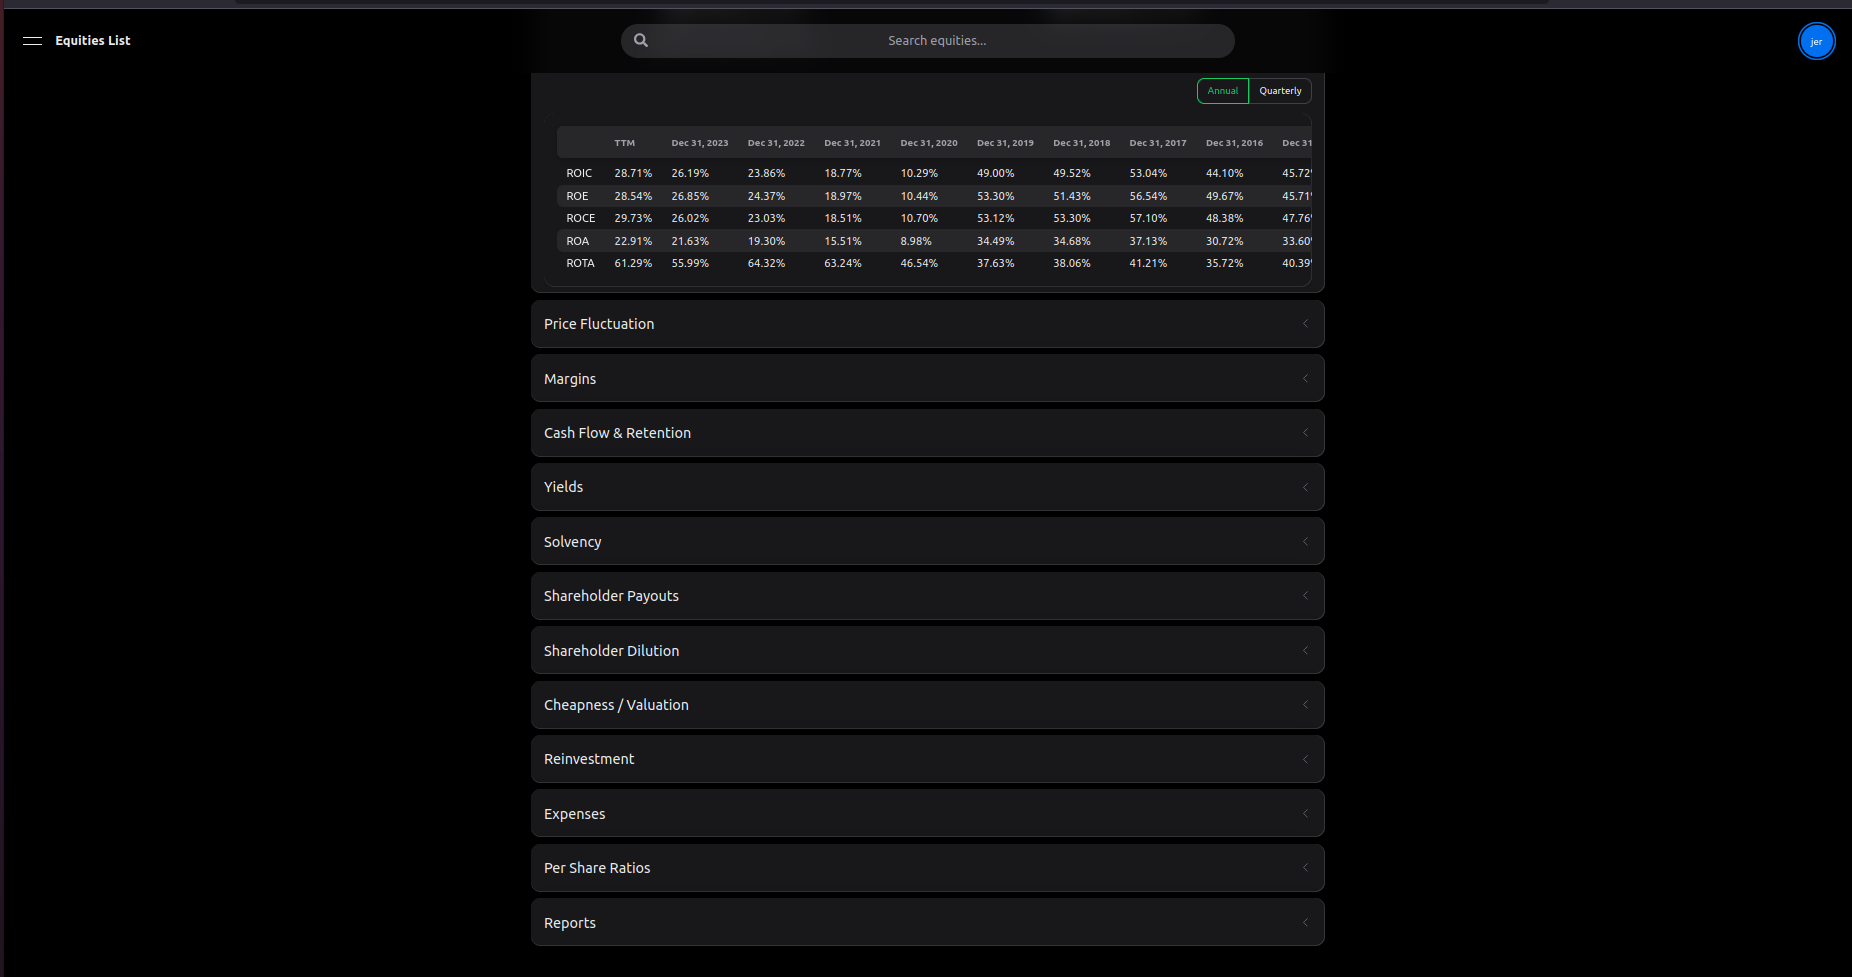 Equities List
Search equities...
jer
Annual Quarterly
TTM Dec 31, 2023 Dec 31, 2022 Dec 31, 2021 Dec 31, 2020 Dec 31, 2019 Dec 31, 2018 Dec 31, 2017 Dec 31, 2016 Dec 31
ROIC 28.71% 26.19% 23.86% 18.77% 10.29% 49.00% 49.52% 53.04% 44.10% 45.72
ROE 28.54% 26.85% 24.37% 18.97% 10.44% 53.30% 51.43% 56.54% 49.67% 45.71
ROCE 29.73% 26.02% 23.03% 18.51% 10.70% 53.12% 53.30% 57.10% 48.38% 47.76
ROA 22.91% 21.63% 19.30% 15.51% 8.98% 34.49% 34.68% 37.13% 30.72% 33.60
ROTA 61.29% 55.99% 64.32% 63.24% 46.54% 37.63% 38.06% 41.21% 35.72% 40.39
Price Fluctuation
Margins
Cash Flow & Retention
Yields
Solvency
Shareholder Payouts
Shareholder Dilution
Cheapness / Valuation
Reinvestment
Expenses
Per Share Ratios
Reports